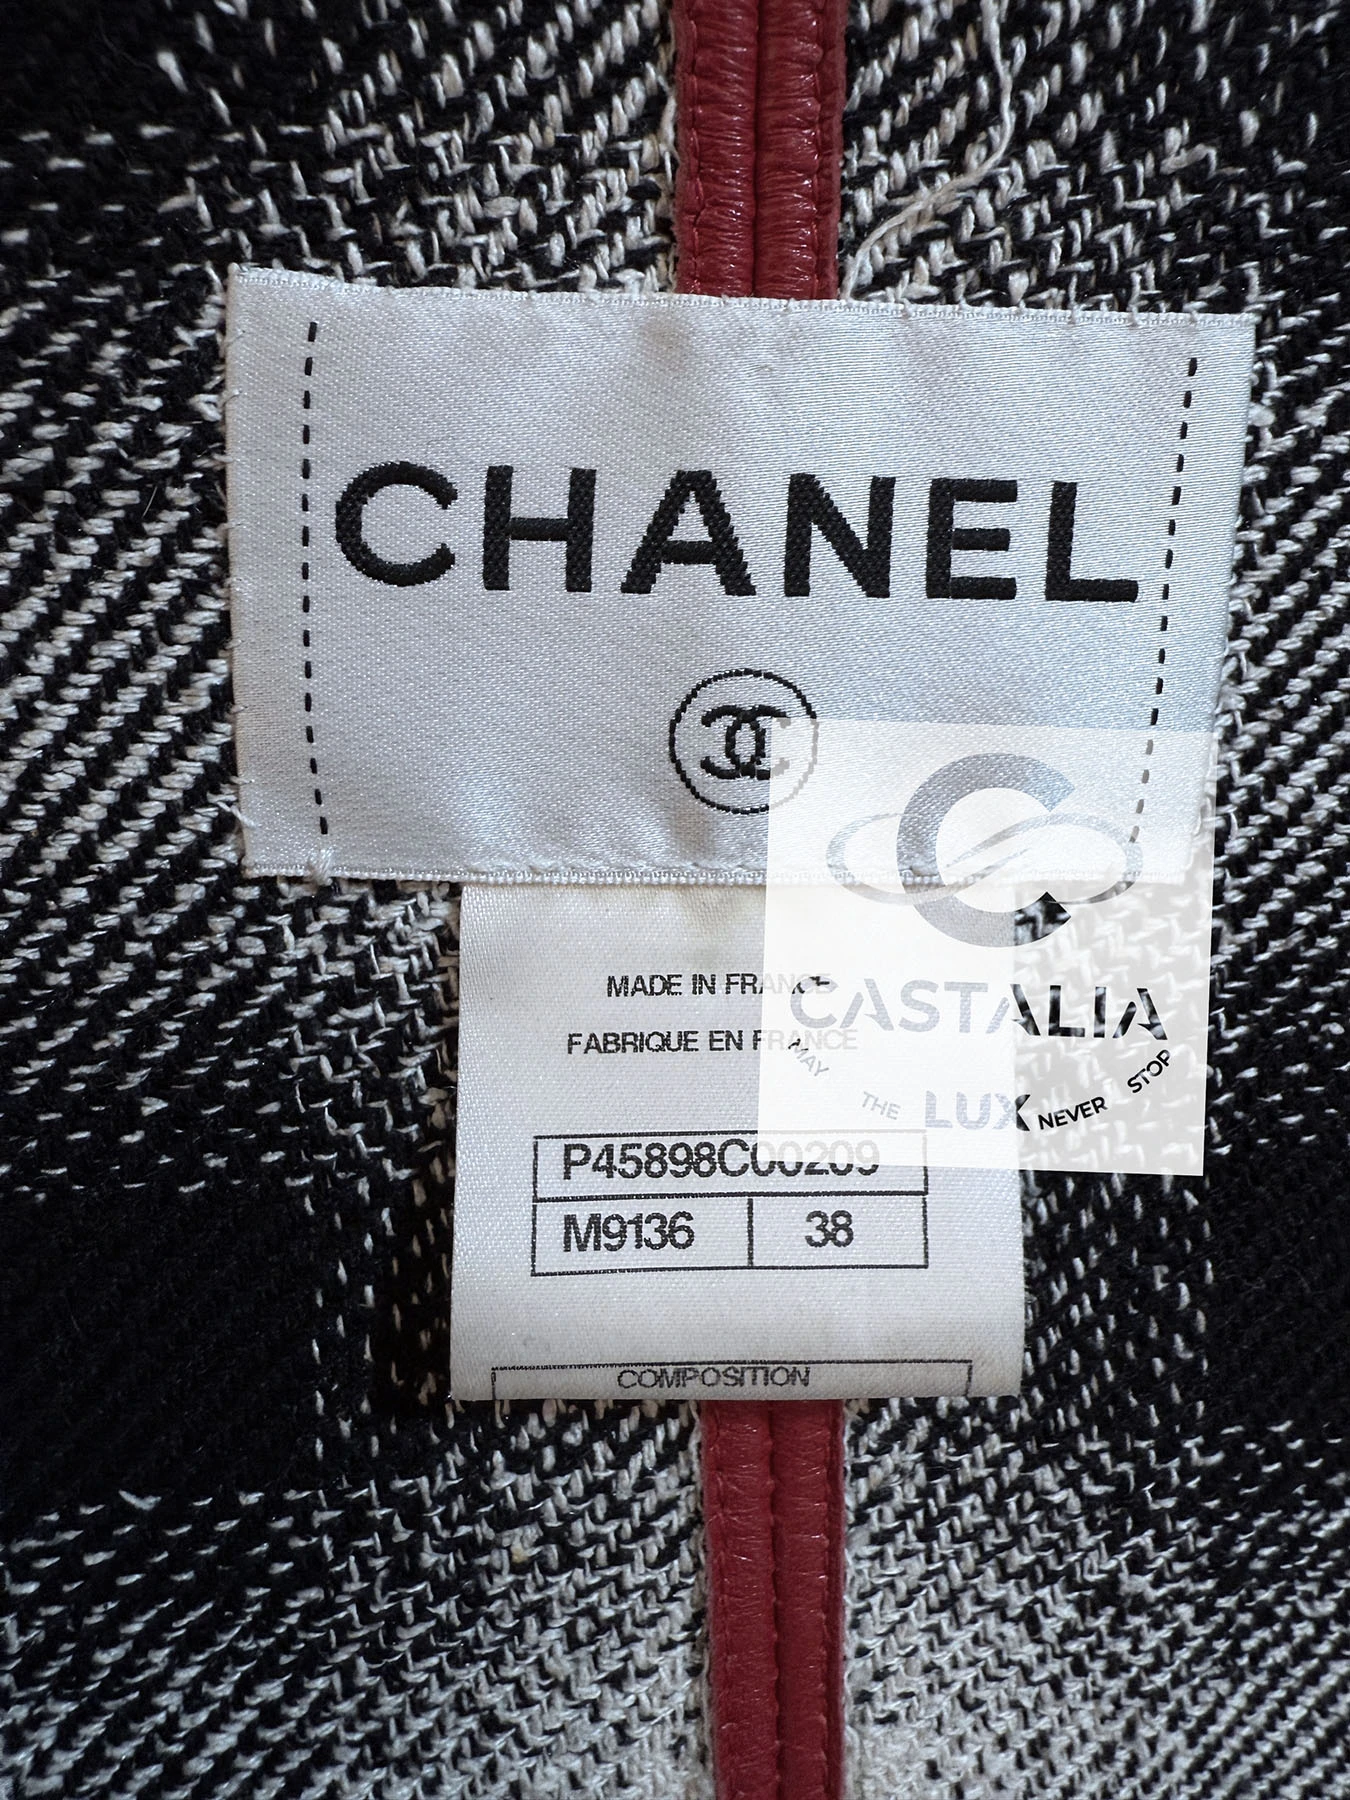 CHANEL
MADE IN FRANCE
FABRIQUE EN FRANCE
P45898C00209
M9136 38
COMPOSITION
CASTALIA
MAY THE LUX NEVER STOP